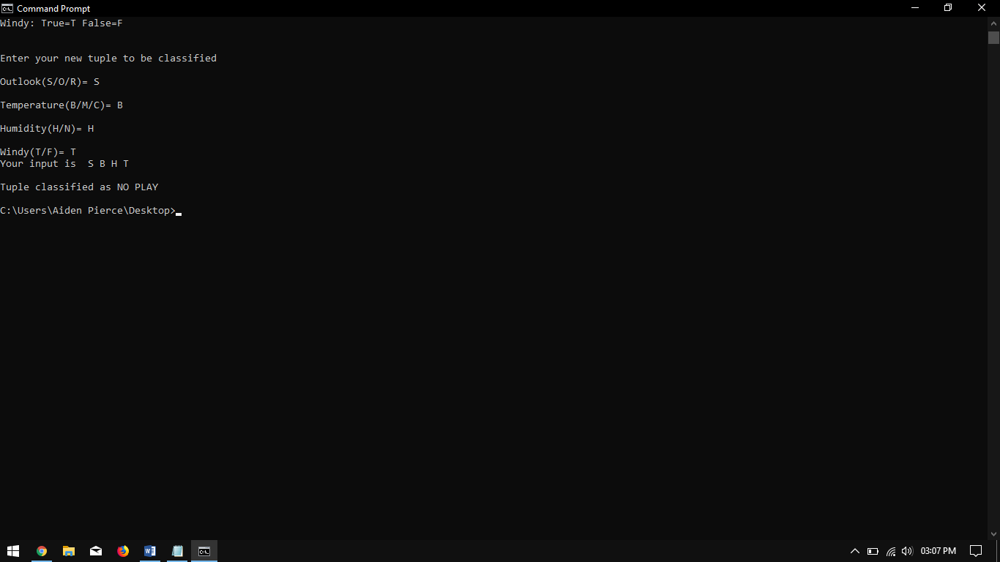 Command Prompt
Windy: True=T False=F
Enter your new tuple to be classified
Outlook(S/O/R)= S
Temperature(B/M/C)= B
Humidity(H/N)= H
Windy(T/F)= T
Your input is  S B H T
Tuple classified as NO PLAY
C:\Users\Aiden Pierce\Desktop>
03:07 PM